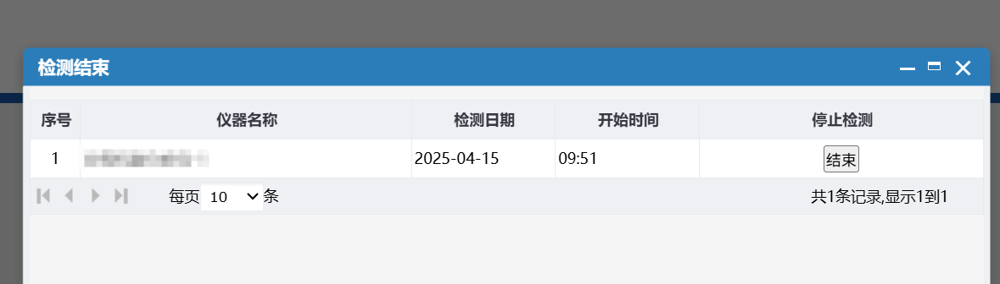 检测结束
序号 仪器名称 检测日期 开始时间 停止检测
1 2025-04-15 09:51 结束
每页 10 条 共1条记录,显示1到1